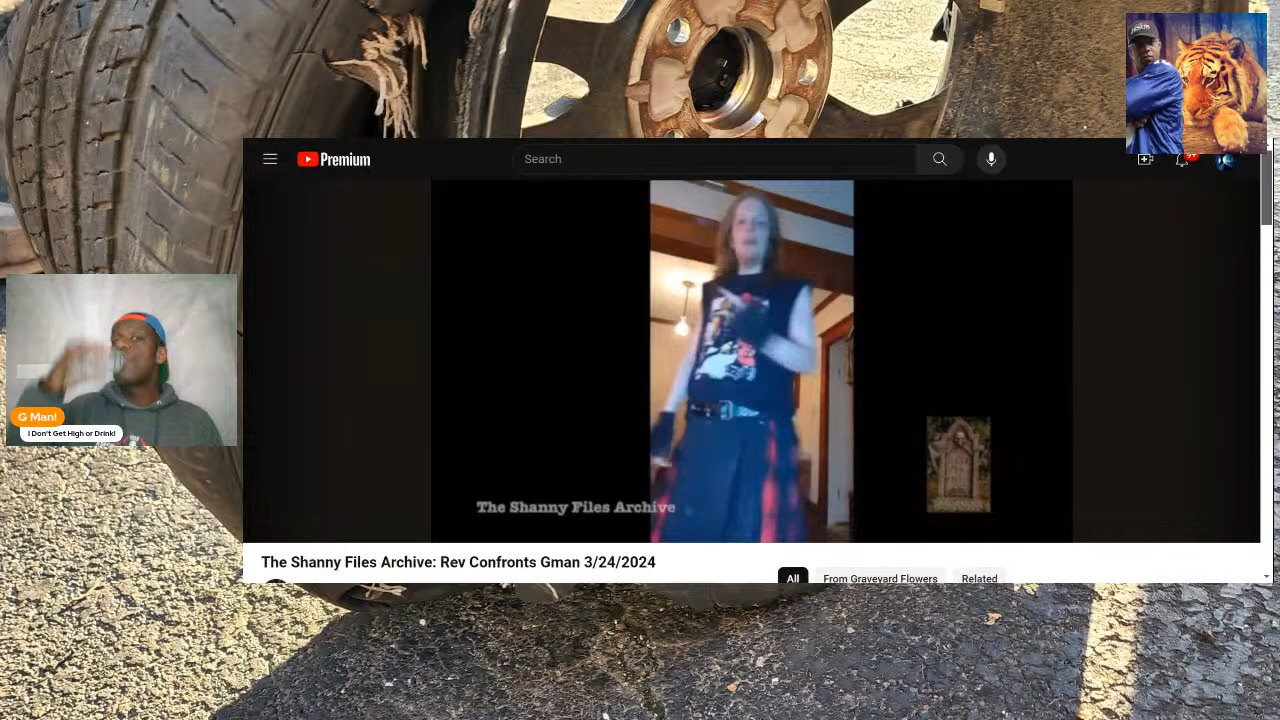 Premium
Search
9+
G Man!
I Don't Get High or Drink!
The Shanny Files Archive
The Shanny Files Archive: Rev Confronts Gman 3/24/2024
All
From Graveyard Flowers
Related